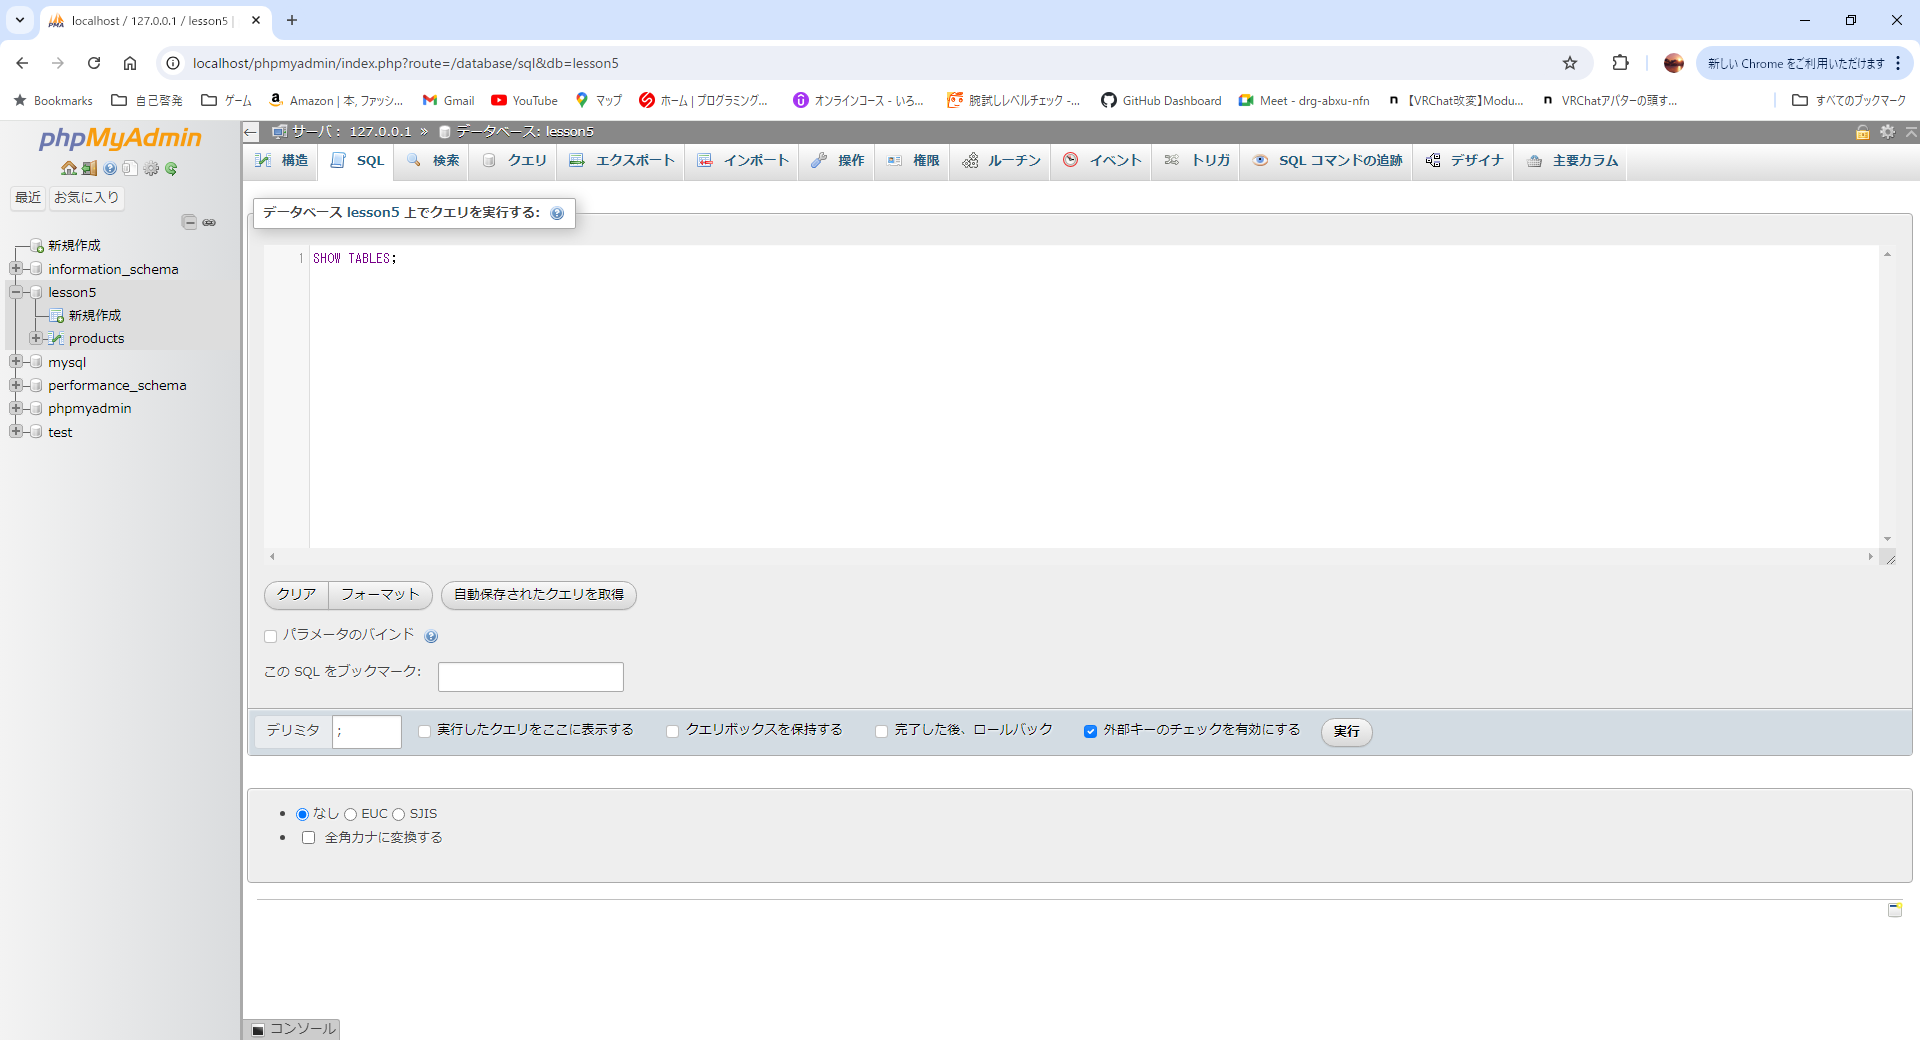 localhost / 127.0.0.1 / lesson5 |
localhost/phpmyadmin/index.php?route=/database/sql&db=lesson5
新しい Chrome をご利用いただけます
Bookmarks 自己啓発 ゲーム Amazon | 本, ファッシ... Gmail YouTube マップ ホーム | プログラミング... オンラインコース - いろ... 腕試しレベルチェック -... GitHub Dashboard Meet - drg-abxu-nfn 【VRChat改変】Modu... VRChatアバターの頭す... すべてのブックマーク
phpMyAdmin
サーバ: 127.0.0.1 » データベース: lesson5
構造 SQL 検索 クエリ エクスポート インポート 操作 権限 ルーチン イベント トリガ SQL コマンドの追跡 デザイナ 主要カラム
最近 お気に入り
新規作成
information_schema
lesson5
新規作成
products
mysql
performance_schema
phpmyadmin
test
データベース lesson5 上でクエリを実行する:
1 SHOW TABLES;
クリア フォーマット 自動保存されたクエリを取得
パラメータのバインド
この SQL をブックマーク:
デリミタ ; 実行したクエリをここに表示する クエリボックスを保持する 完了した後、ロールバック 外部キーのチェックを有効にする 実行
なし EUC SJIS
全角カナに変換する
コンソール